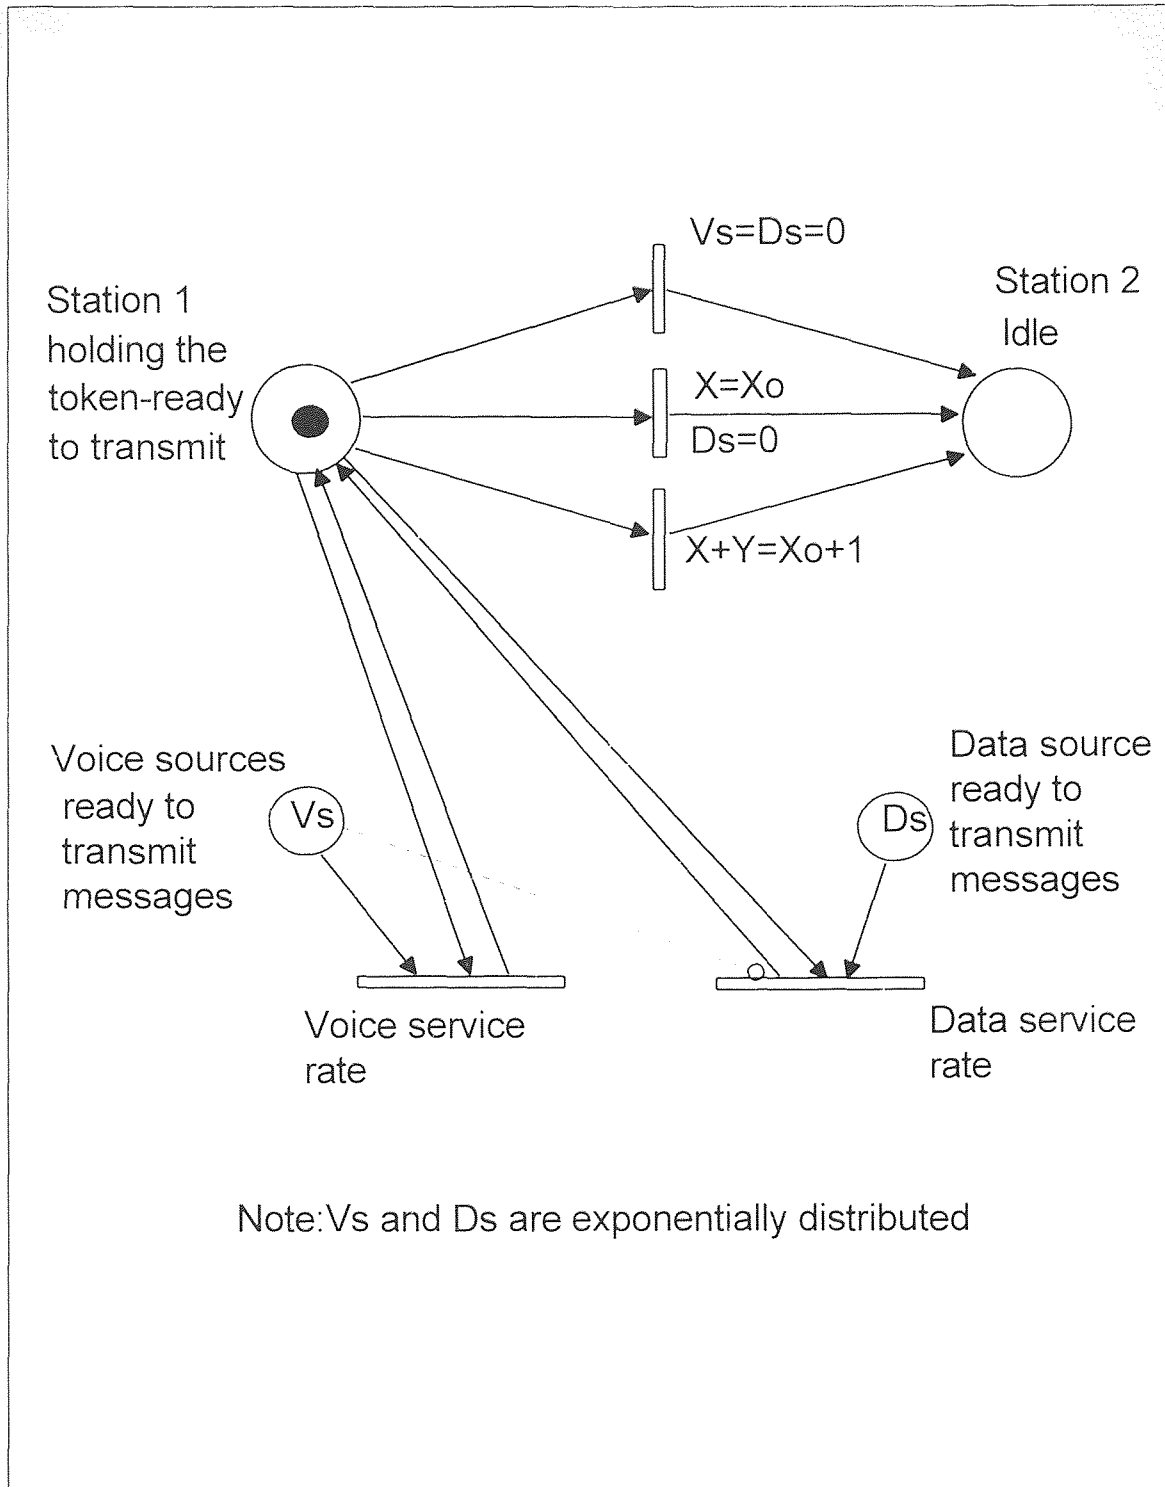 Vs=Ds=0
Station 1
holding the
token-ready
to transmit
Station 2
Idle
X=Xo
Ds=0
X+Y=Xo+1
Voice sources
ready to
transmit
messages
Vs
Data source
ready to
transmit
messages
Ds
Voice service
rate
Data service
rate
Note:Vs and Ds are exponentially distributed